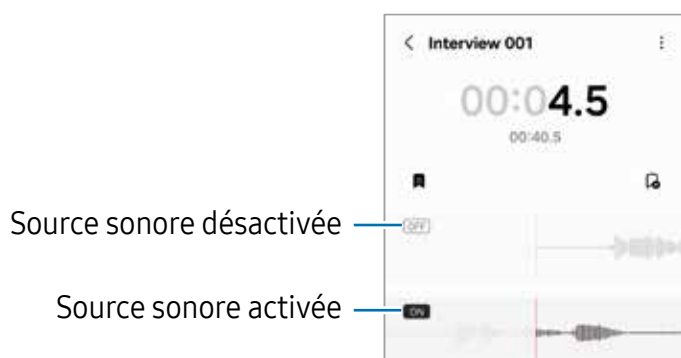 Interview 001
00:04.5
00:40.5
Source sonore désactivée
OFF
Source sonore activée
ON